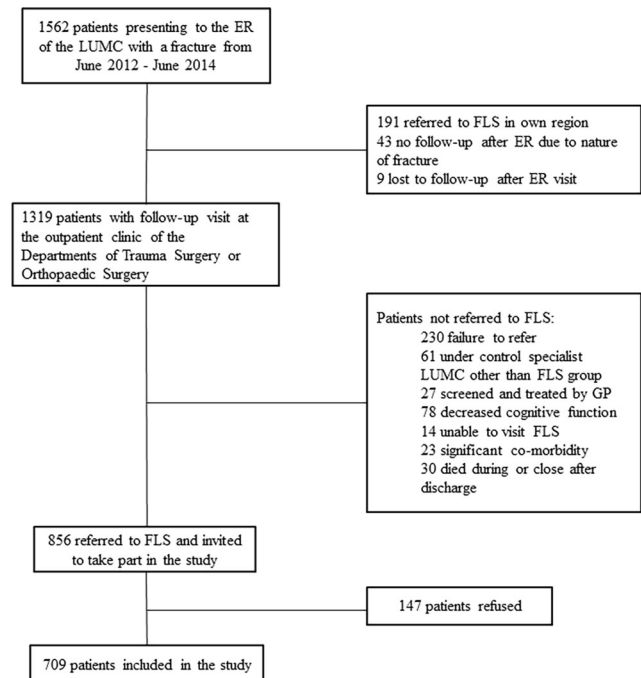 1562 patients presenting to the ER
of the LUMC with a fracture from
June 2012 - June 2014
191 referred to FLS in own region
43 no follow-up after ER due to nature
of fracture
9 lost to follow-up after ER visit
1319 patients with follow-up visit at
the outpatient clinic of the
Departments of Trauma Surgery or
Orthopaedic Surgery
Patients not referred to FLS:
230 failure to refer
61 under control specialist
LUMC other than FLS group
27 screened and treated by GP
78 decreased cognitive function
14 unable to visit FLS
23 significant co-morbidity
30 died during or close after
discharge
856 referred to FLS and invited
to take part in the study
147 patients refused
709 patients included in the study